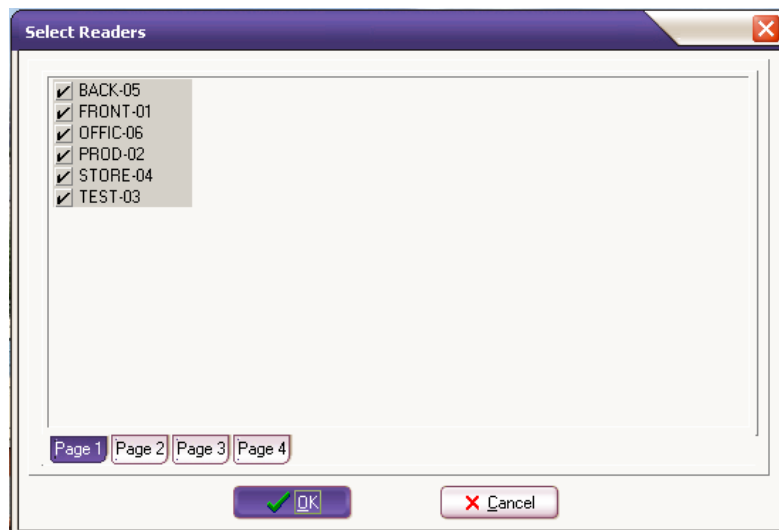 Select Readers
BACK-05
FRONT-01
OFFIC-06
PROD-02
STORE-04
TEST-03
Page 1 Page 2 Page 3 Page 4
OK Cancel